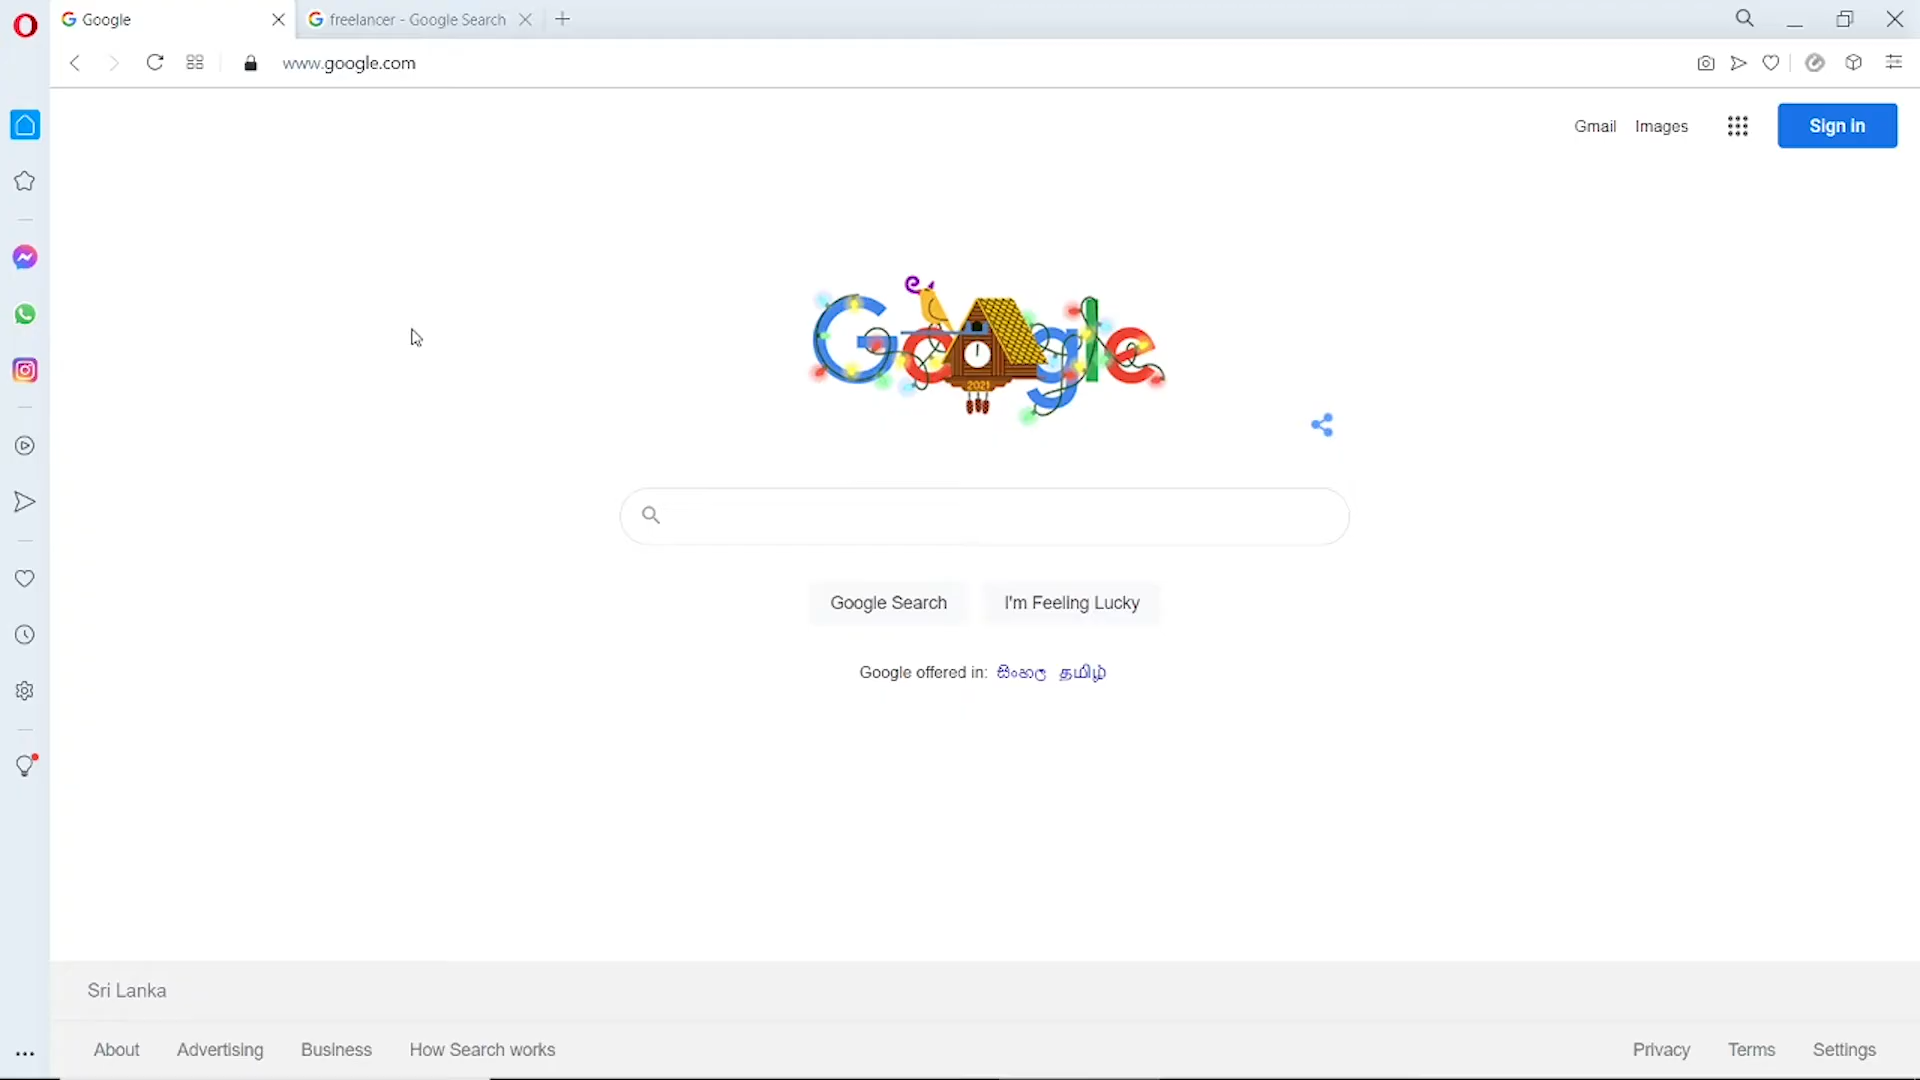 Google
freelancer - Google Search
www.google.com
Gmail Images Sign in
Google
2021
Google Search I'm Feeling Lucky
Google offered in: සිංහල தமிழ்
Sri Lanka
About Advertising Business How Search works Privacy Terms Settings